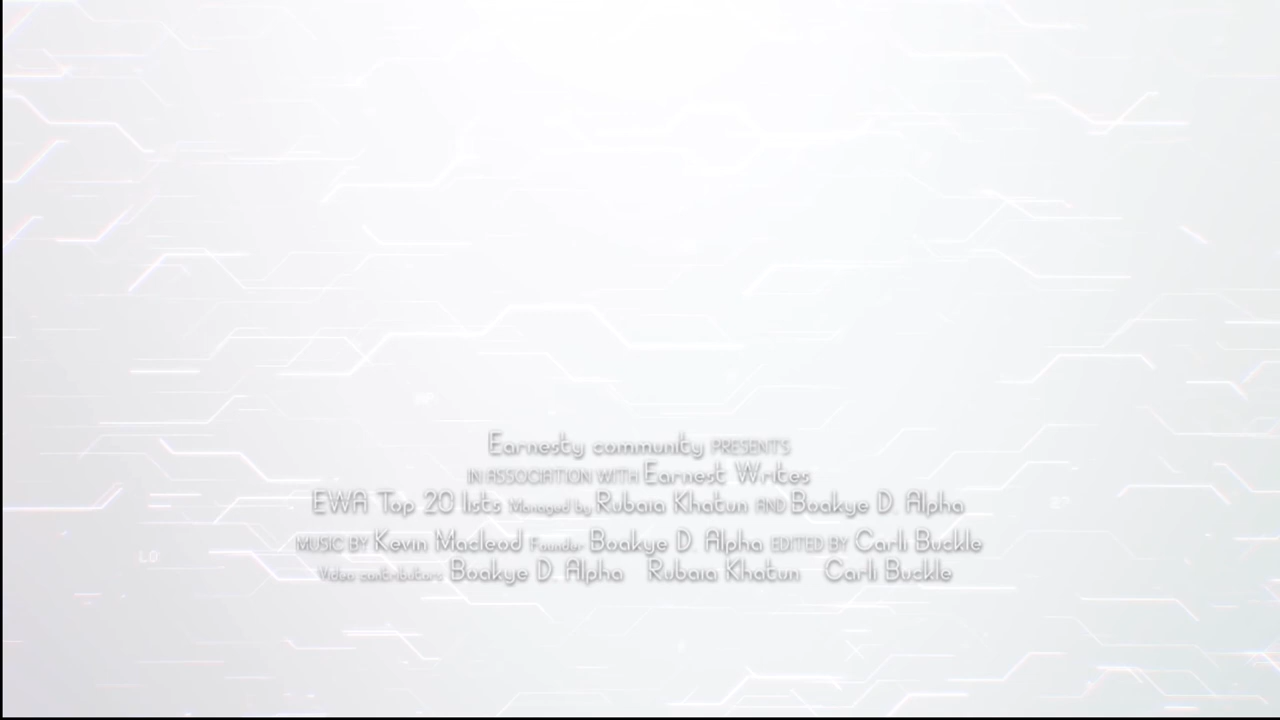 Earnesty community PRESENTS
IN ASSOCIATION WITH Earnest Writes
EWA Top 20 lists Managed by Rubaia Khatun AND Boakye D. Alpha
MUSIC BY Kevin Macleod Founder Boakye D. Alpha EDITED BY Carli Buckle
Video contributors Boakye D Alpha Rubaia Khatun Carli Buckle